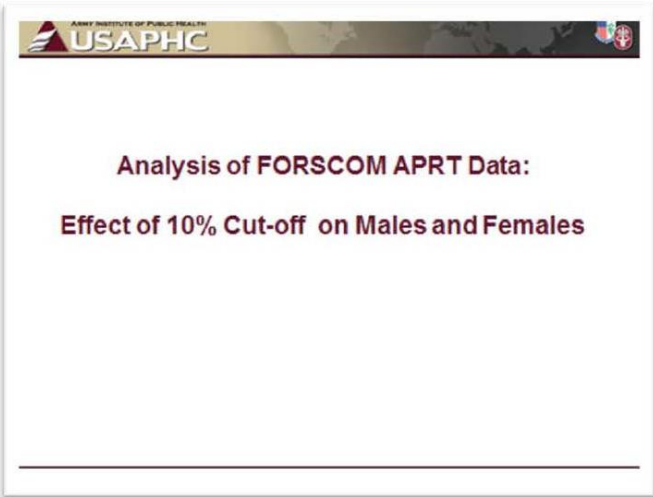 ARMY INSTITUTE OF PUBLIC HEALTH
USAPHC
Analysis of FORSCOM APRT Data:
Effect of 10% Cut-off on Males and Females